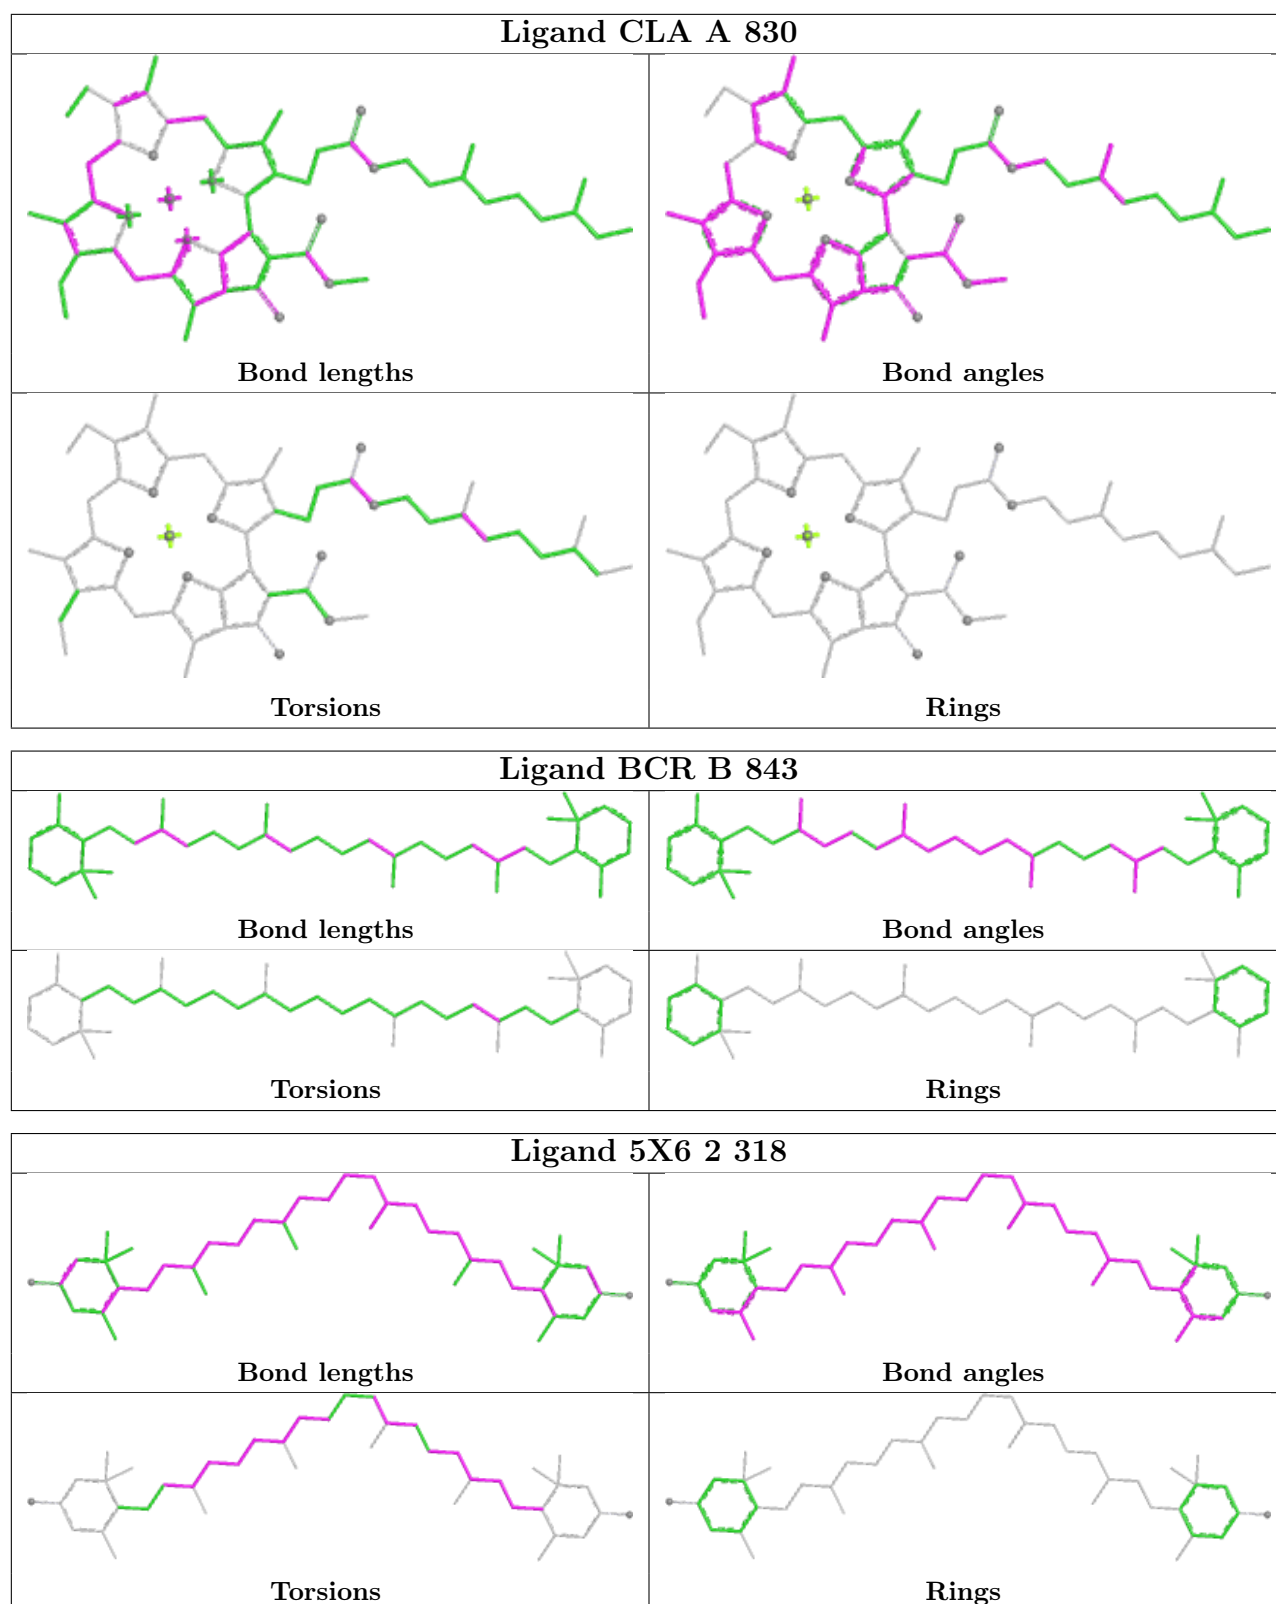 Ligand CLA A 830
Bond lengths
Bond angles
Torsions
Rings
Ligand BCR B 843
Bond lengths
Bond angles
Torsions
Rings
Ligand 5X6 2 318
Bond lengths
Bond angles
Torsions
Rings